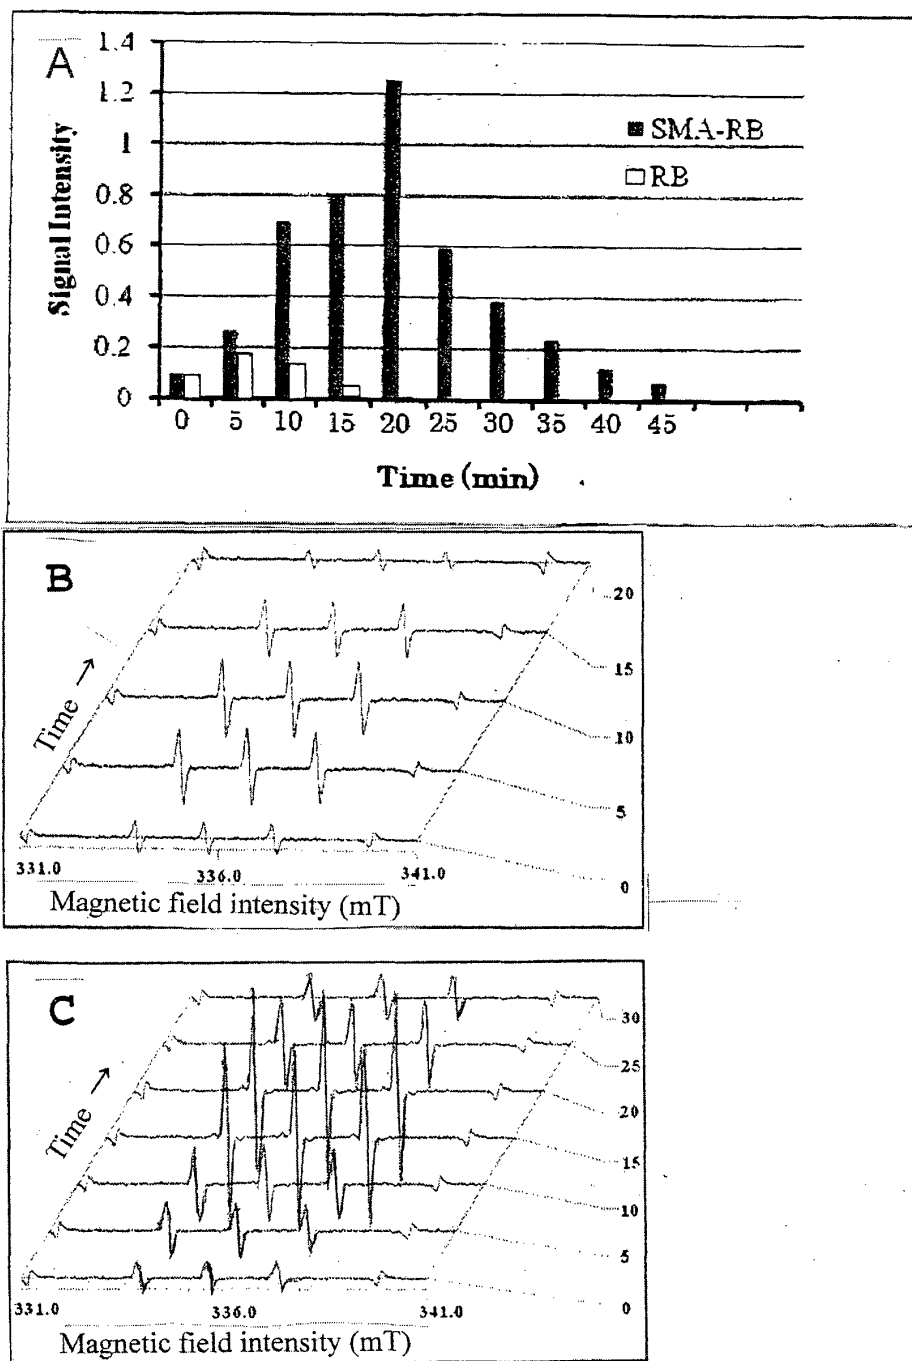 A
1.4
1.2
1
0.8
0.6
0.4
0.2
0
Signal Intensity
SMA-RB
RB
0 5 10 15 20 25 30 35 40 45
Time (min)
B
Time →
20
15
10
5
0
331.0 336.0 341.0
Magnetic field intensity (mT)
C
Time →
30
25
20
15
10
5
0
331.0 336.0 341.0
Magnetic field intensity (mT)